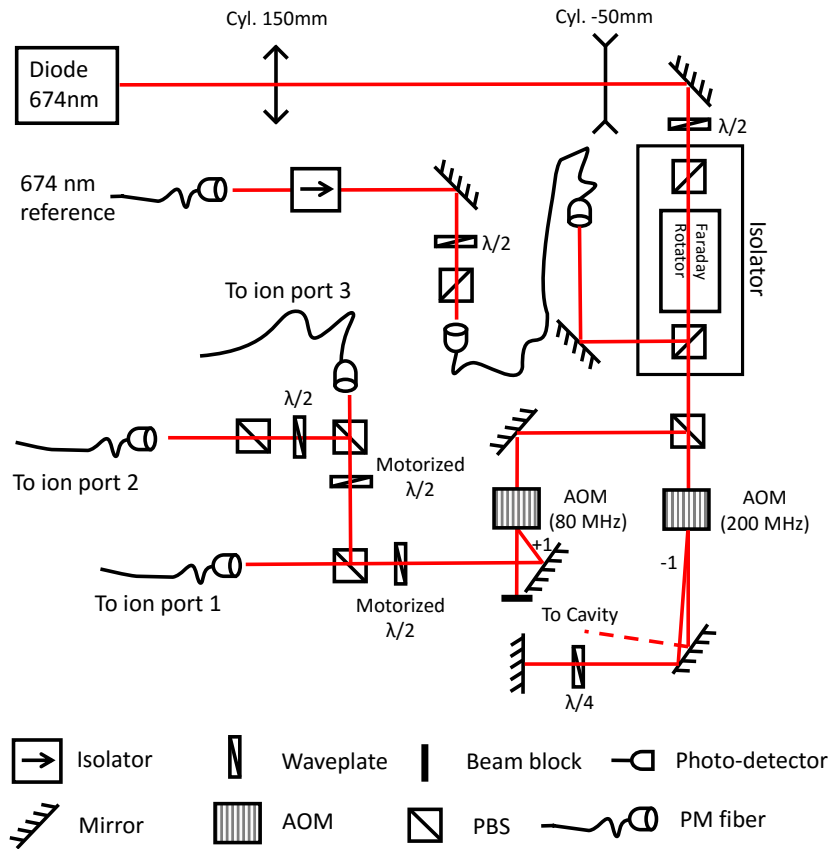 Cyl. 150mm
Cyl. -50mm
Diode
674nm
λ/2
674 nm
reference
λ/2
Faraday
Rotator
Isolator
To ion port 3
λ/2
To ion port 2
Motorized
λ/2
AOM
(80 MHz)
AOM
(200 MHz)
+1
-1
To ion port 1
Motorized
λ/2
To Cavity
λ/4
Isolator
Waveplate
Beam block
Photo-detector
Mirror
AOM
PBS
PM fiber